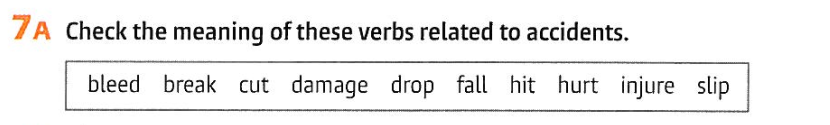 7A Check the meaning of these verbs related to accidents.
bleed break cut damage drop fall hit hurt injure slip